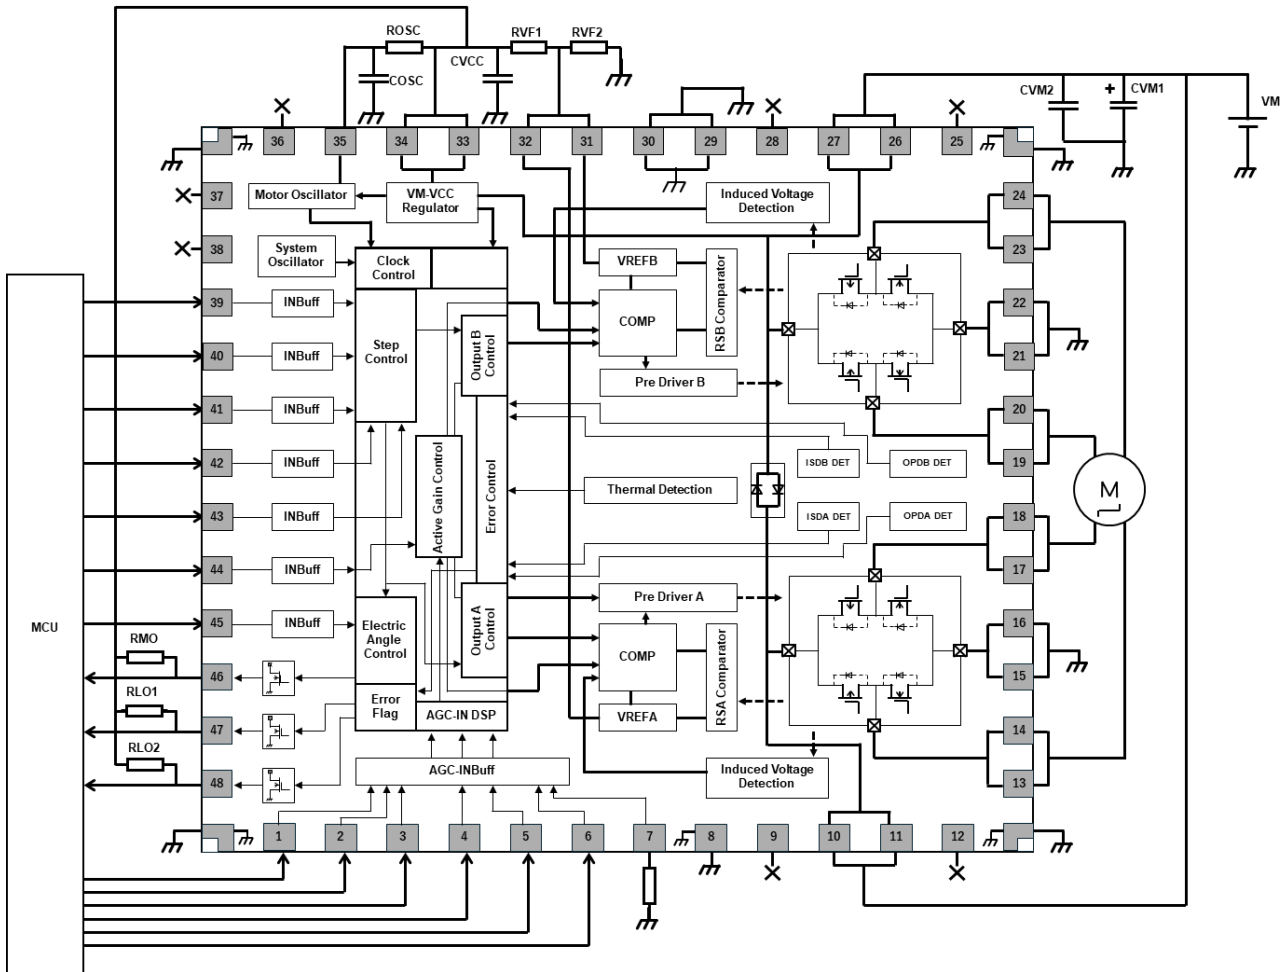 ROSC
RVF1
RVF2
COSC
CVCC
CVM2
+
CVM1
VM
36
35
34
33
32
31
30
29
28
27
26
25
37
Motor Oscillator
VM-VCC
Regulator
Induced Voltage
Detection
24
38
System
Oscillator
Clock
Control
VREFB
RSB Comparator
23
39
INBuff
Step
Control
COMP
22
40
INBuff
Output B
Control
21
Pre Driver B
41
INBuff
20
42
INBuff
Active Gain Control
Error Control
Thermal Detection
ISDB DET
OPDB DET
19
M
43
INBuff
ISDA DET
OPDA DET
18
44
INBuff
17
Pre Driver A
MCU
45
INBuff
Electric
Angle
Control
Output A
Control
COMP
RSA Comparator
16
RMO
46
15
RLO1
47
Error
Flag
AGC-IN DSP
VREFA
14
RLO2
48
AGC-INBuff
Induced Voltage
Detection
13
1
2
3
4
5
6
7
8
9
10
11
12